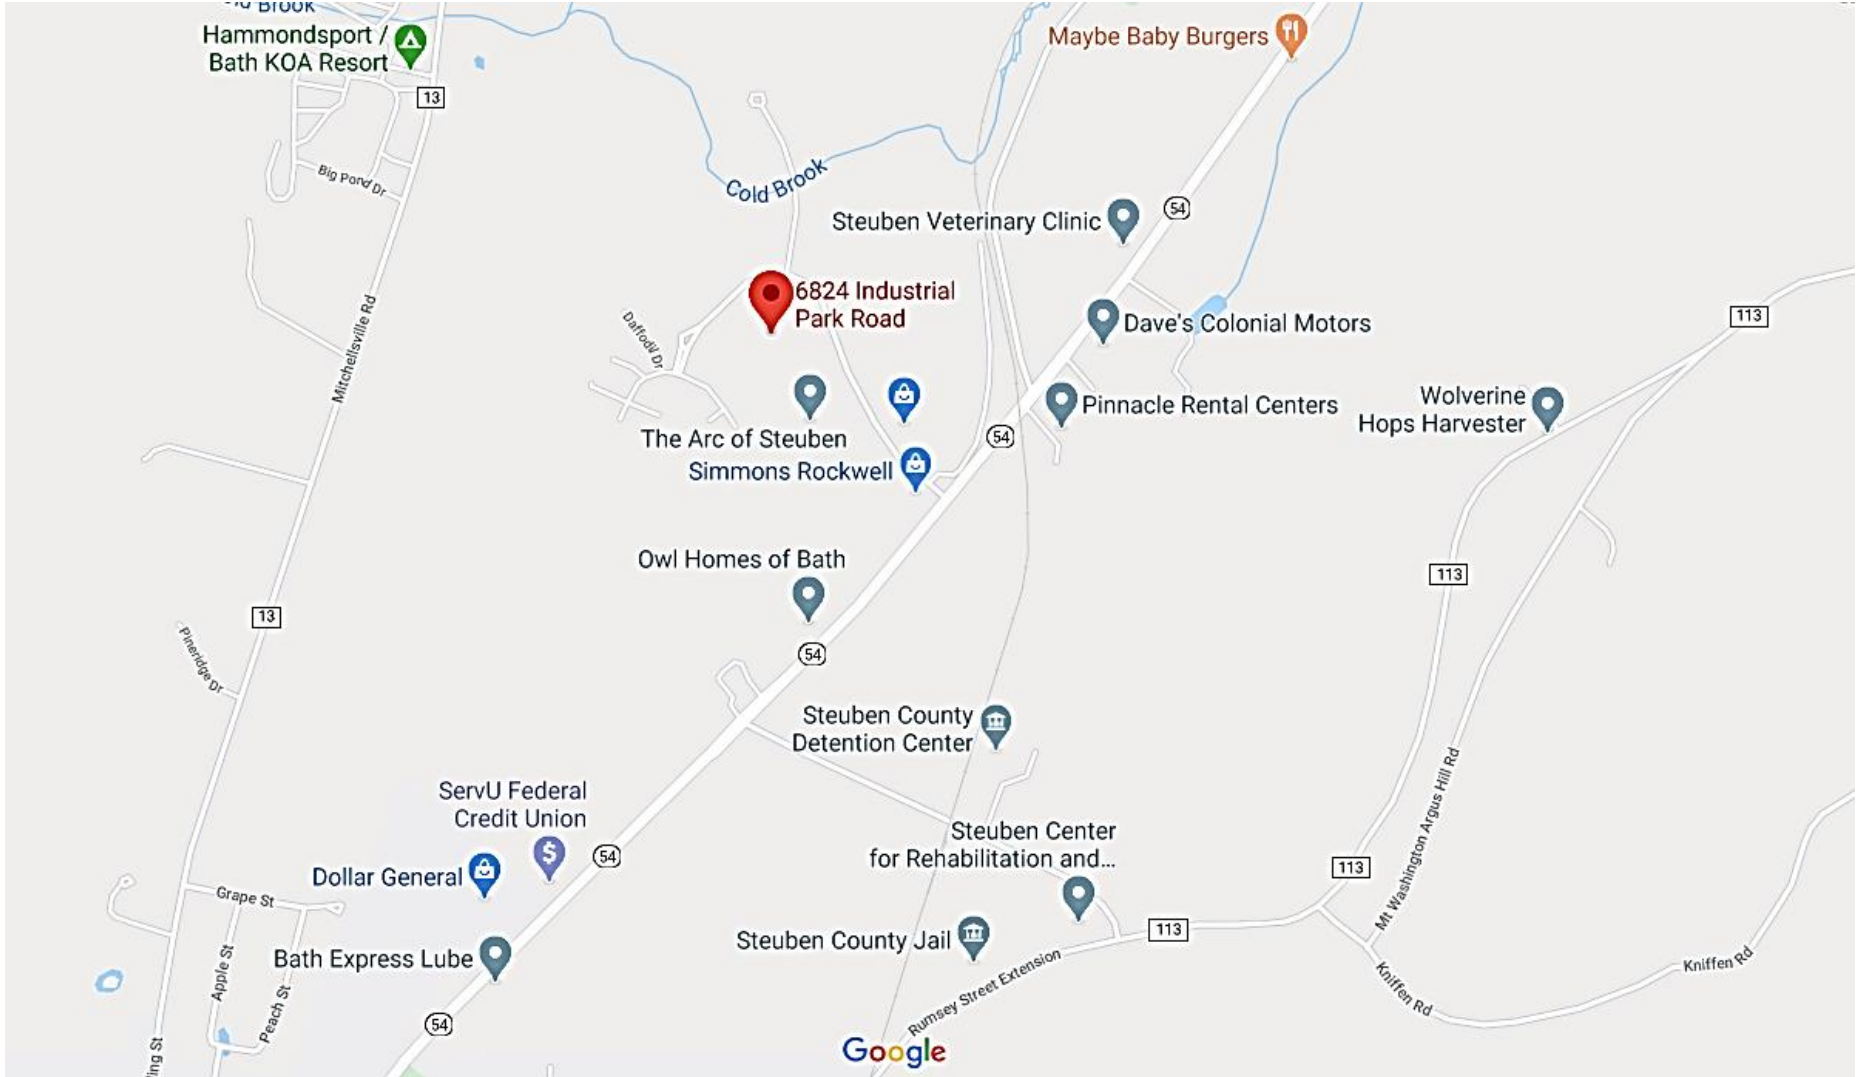 Brook
Hammondsport /
Bath KOA Resort
13
Big Pond Dr
Maybe Baby Burgers
Cold Brook
Steuben Veterinary Clinic
54
6824 Industrial
Park Road
Daffodil Dr
Mitchellsville Rd
Dave's Colonial Motors
113
Pinnacle Rental Centers
Wolverine
Hops Harvester
The Arc of Steuben
Simmons Rockwell
54
Owl Homes of Bath
113
13
Pineridge Dr
54
Steuben County
Detention Center
Mt Washington Argus Hill Rd
ServU Federal
Credit Union
54
Dollar General
Steuben Center
for Rehabilitation and...
113
Grape St
Apple St
Peach St
Steuben County Jail
113
Bath Express Lube
Rumsey Street Extension
Kniffen Rd
Kniffen Rd
54
St
Google